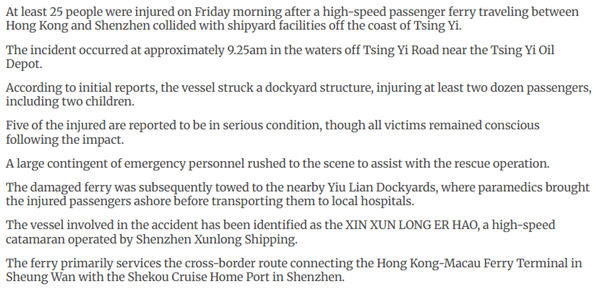 At least 25 people were injured on Friday morning after a high-speed passenger ferry traveling between
Hong Kong and Shenzhen collided with shipyard facilities off the coast of Tsing Yi.
The incident occurred at approximately 9.25am in the waters off Tsing Yi Road near the Tsing Yi Oil
Depot.
According to initial reports, the vessel struck a dockyard structure, injuring at least two dozen passengers,
including two children.
Five of the injured are reported to be in serious condition, though all victims remained conscious
following the impact.
A large contingent of emergency personnel rushed to the scene to assist with the rescue operation.
The damaged ferry was subsequently towed to the nearby Yiu Lian Dockyards, where paramedics brought
the injured passengers ashore before transporting them to local hospitals.
The vessel involved in the accident has been identified as the XIN XUN LONG ER HAO, a high-speed
catamaran operated by Shenzhen Xunlong Shipping.
The ferry primarily services the cross-border route connecting the Hong Kong-Macau Ferry Terminal in
Sheung Wan with the Shekou Cruise Home Port in Shenzhen.